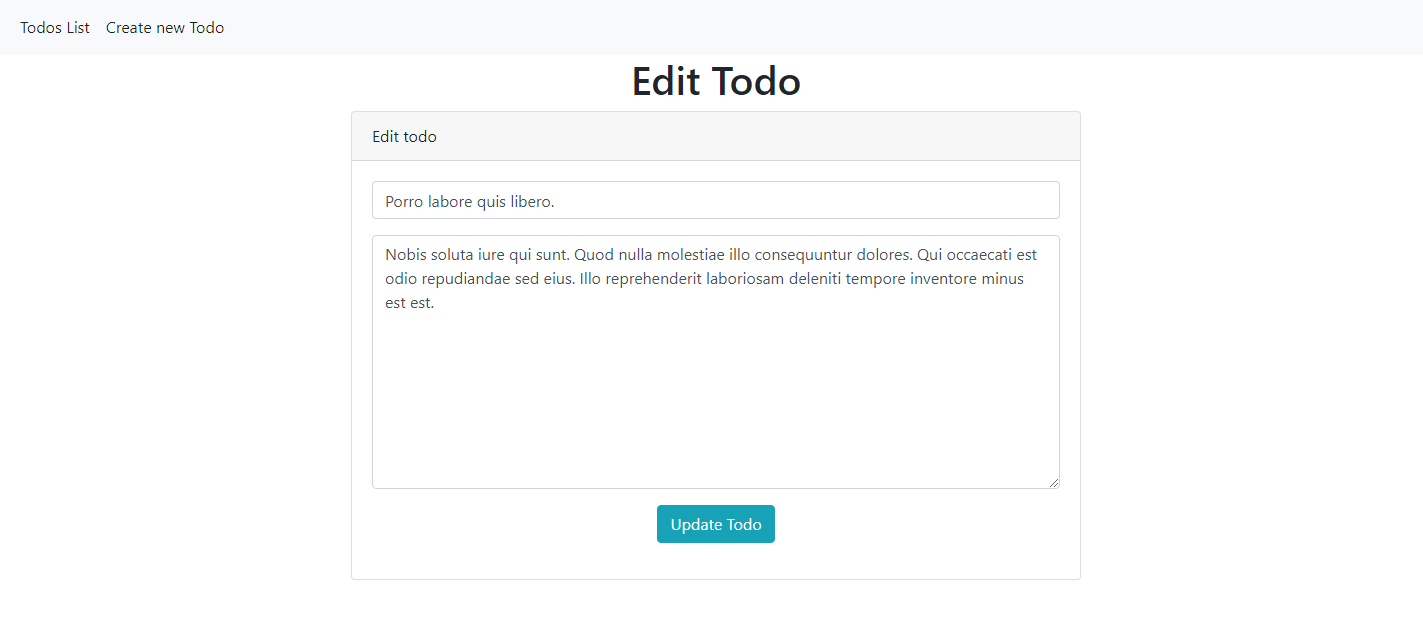 Todos List Create new Todo
Edit Todo
Edit todo
Porro labore quis libero.
Nobis soluta iure qui sunt. Quod nulla molestiae illo consequuntur dolores. Qui occaecati est
odio repudiandae sed eius. Illo reprehenderit laboriosam deleniti tempore inventore minus
est est.
Update Todo